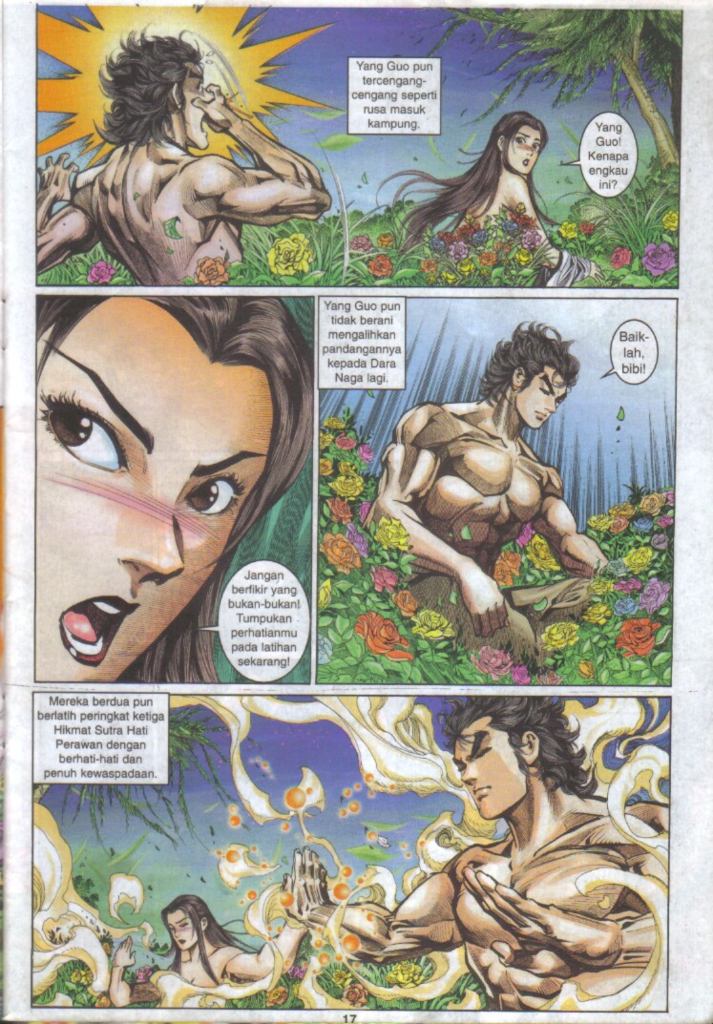 Yang Guo pun
tercengang-
cengang seperti
rusa masuk
kampung.
Yang
Guo!
Kenapa
engkau
ini?
Jangan
berfikir yang
bukan-bukan!
Tumpukan
perhatianmu
pada latihan
sekarang!
Yang Guo pun
tidak berani
mengalihkan
pandangannya
kepada Dara
Naga lagi.
Baik-
lah,
bibi!
Mereka berdua pun
berlatih peringkat ketiga
Hikmat Sutra Hati
Perawan dengan
berhati-hati dan
penuh kewaspadaan.
17